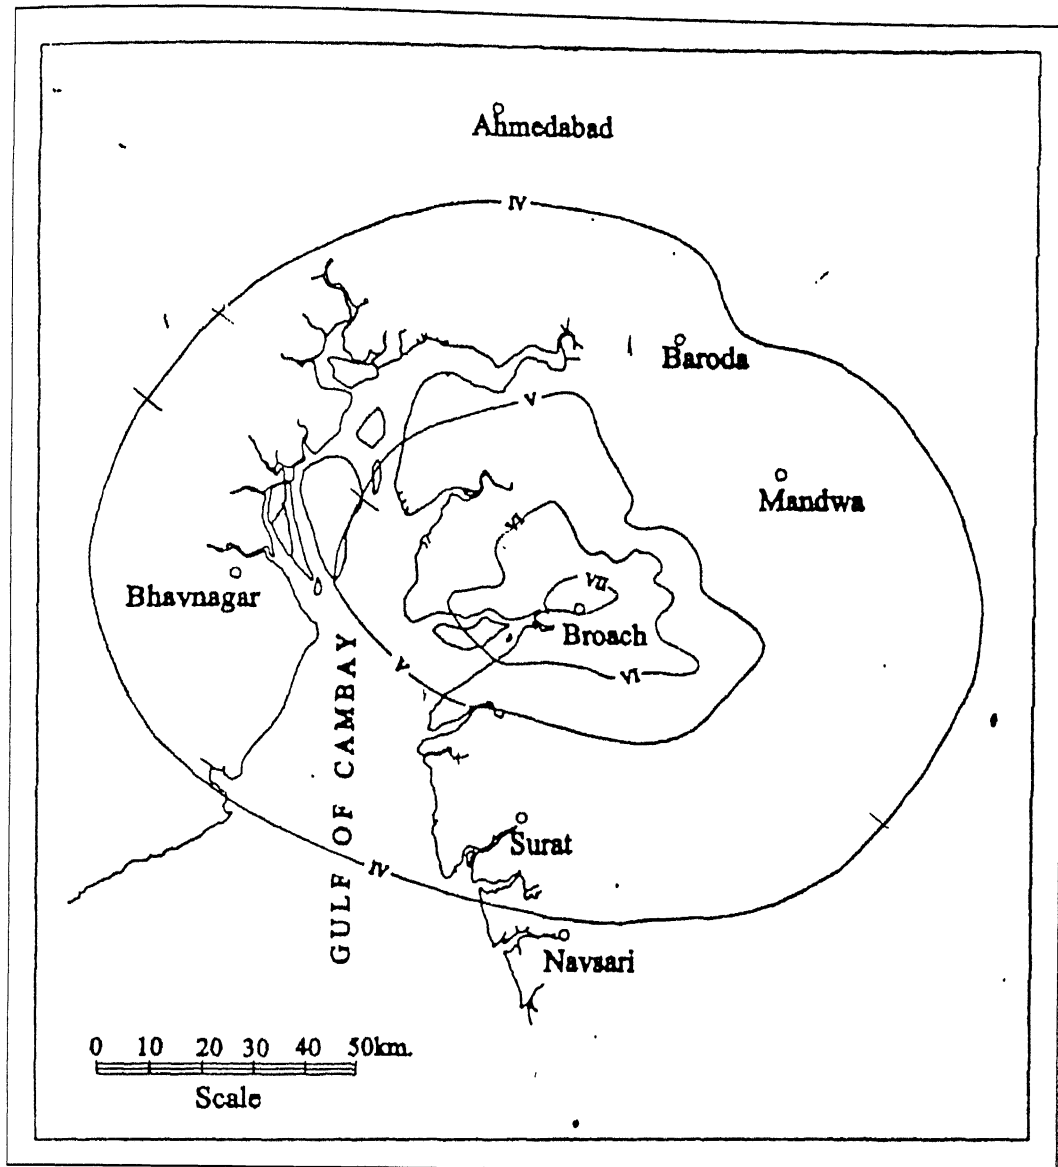 Ahmedabad
IV
Baroda
V
Mandwa
VI
VII
Bhavnagar
Broach
V
VI
GULF OF CAMBAY
Surat
IV
Navsari
0 10 20 30 40 50km.
Scale